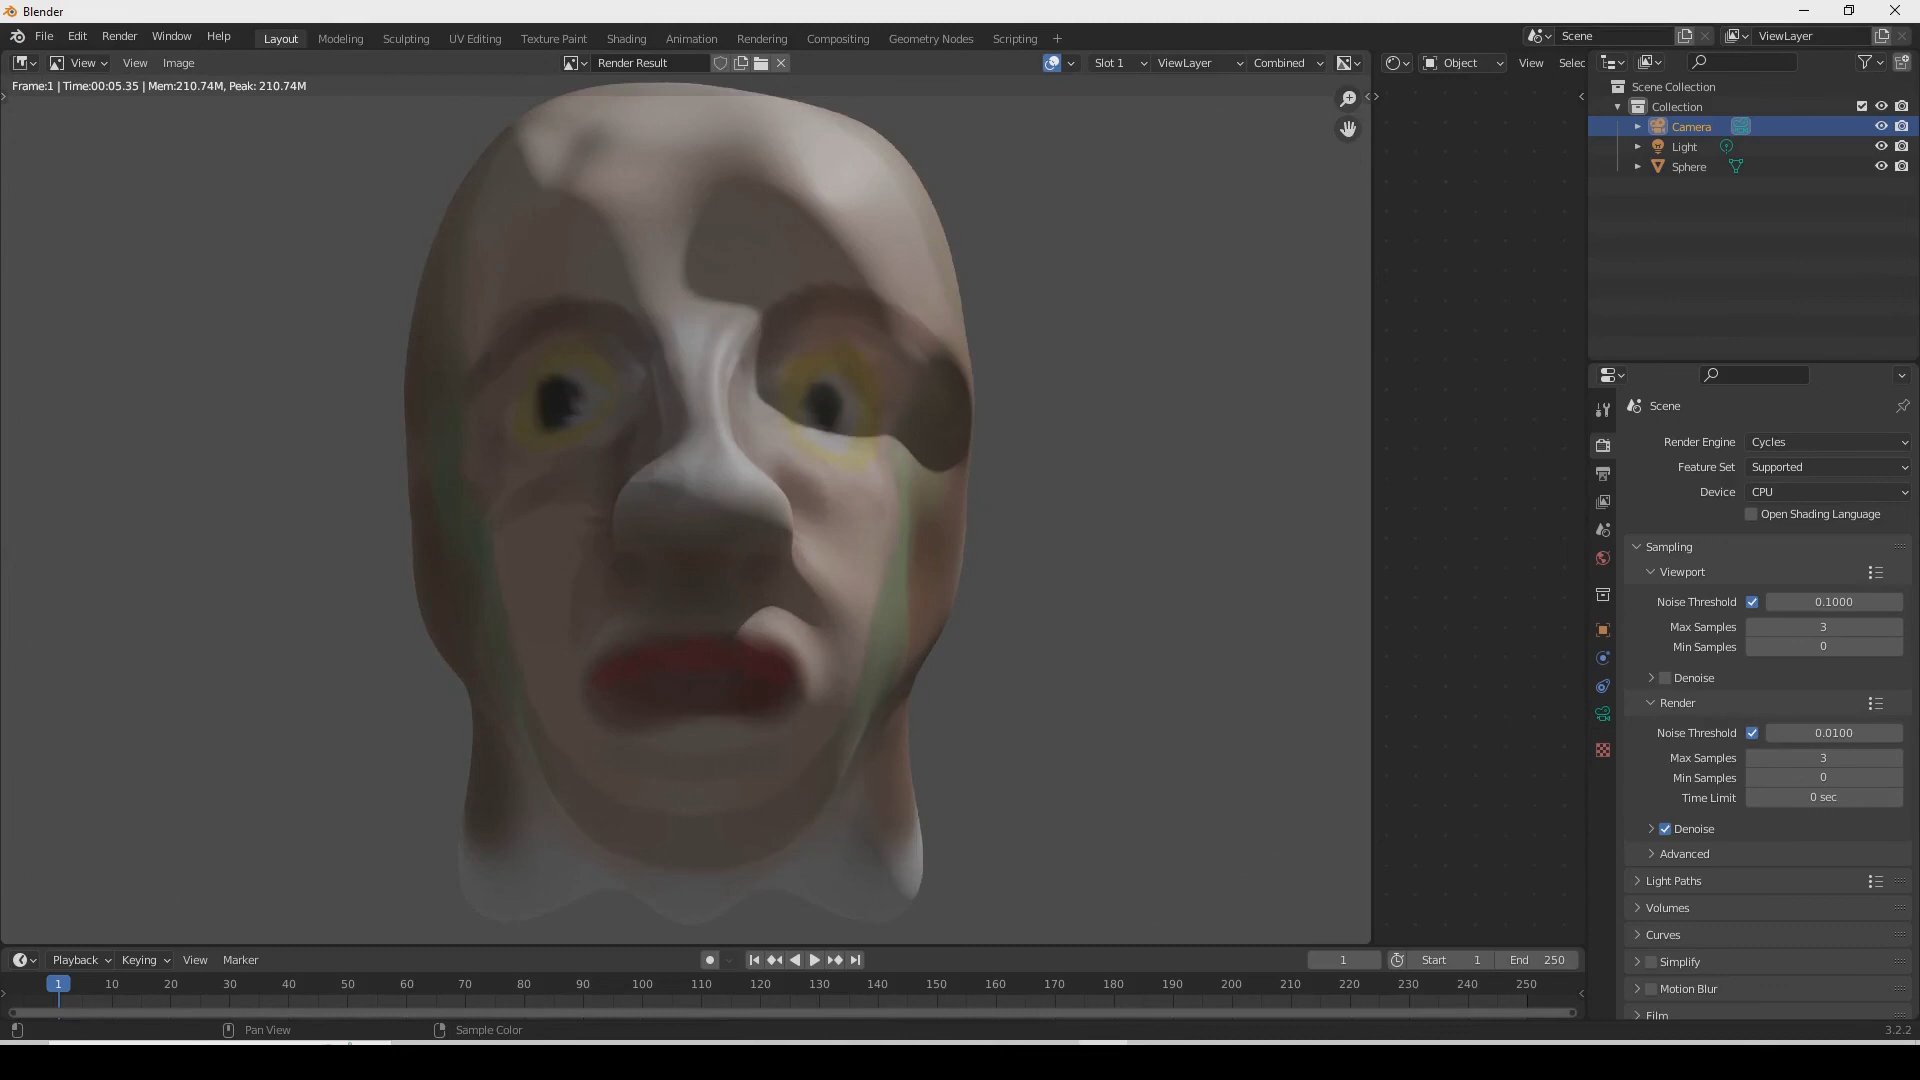 Blender
File Edit Render Window Help Layout Modeling Sculpting UV Editing Texture Paint Shading Animation Rendering Compositing Geometry Nodes Scripting + Scene ViewLayer
View View Image Render Result Slot 1 ViewLayer Combined Object View Selec
Frame:1 | Time:00:05.35 | Mem:210.74M, Peak: 210.74M
Scene Collection
Collection
Camera
Light
Sphere
Scene
Render Engine Cycles
Feature Set Supported
Device CPU
Open Shading Language
Sampling
Viewport
Noise Threshold 0.1000
Max Samples 3
Min Samples 0
Denoise
Render
Noise Threshold 0.0100
Max Samples 3
Min Samples 0
Time Limit 0 sec
Denoise
Advanced
Light Paths
Volumes
Curves
Simplify
Motion Blur
Film
Playback Keying View Marker 1 Start 1 End 250
1 10 20 30 40 50 60 70 80 90 100 110 120 130 140 150 160 170 180 190 200 210 220 230 240 250
Pan View Sample Color 3.2.2